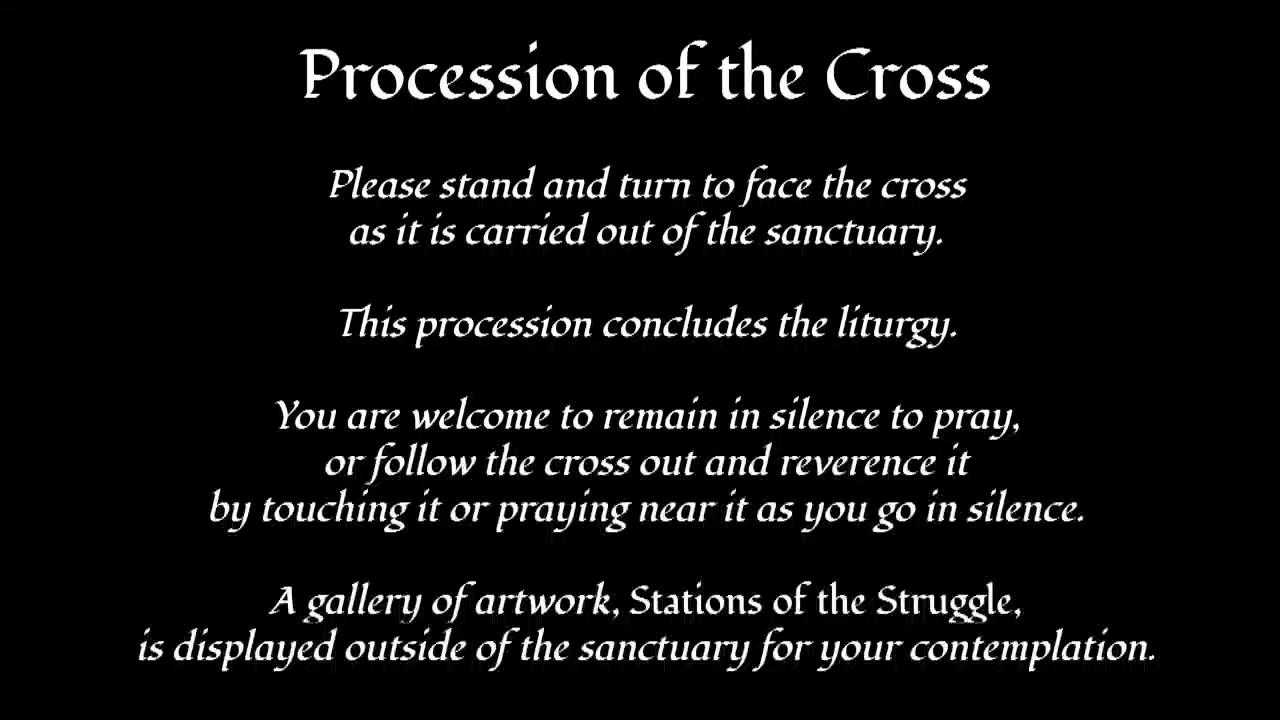 Procession of the Cross
Please stand and turn to face the cross
as it is carried out of the sanctuary.
This procession concludes the liturgy.
You are welcome to remain in silence to pray,
or follow the cross out and reverence it
by touching it or praying near it as you go in silence.
A gallery of artwork, Stations of the Struggle,
is displayed outside of the sanctuary for your contemplation.